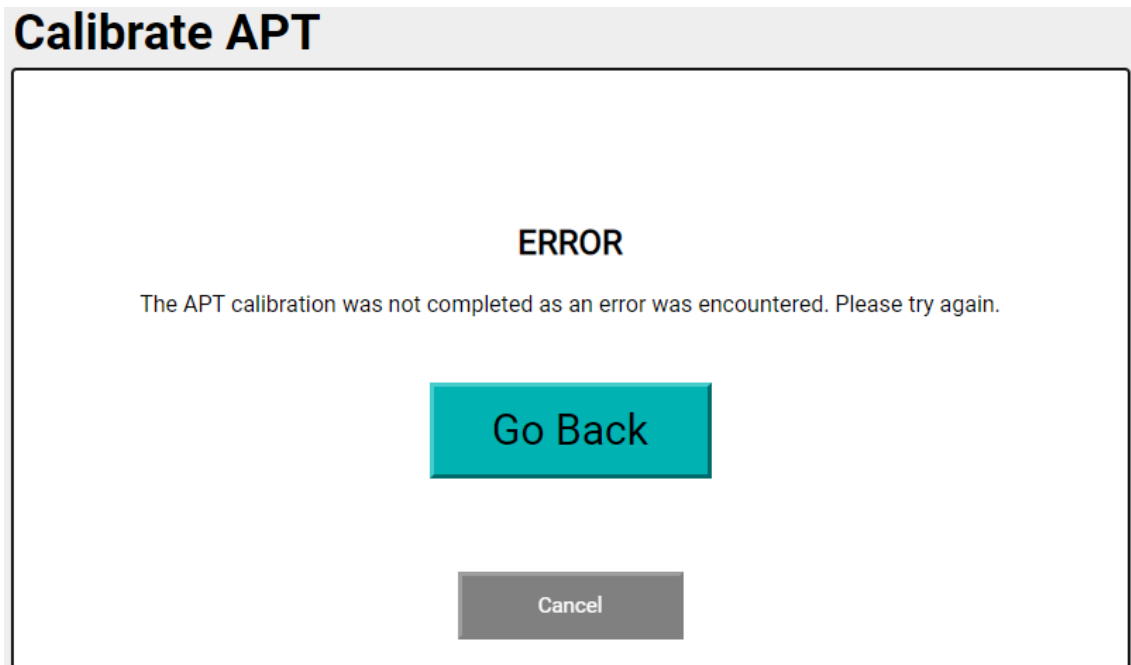 Calibrate APT
ERROR
The APT calibration was not completed as an error was encountered. Please try again.
Go Back
Cancel